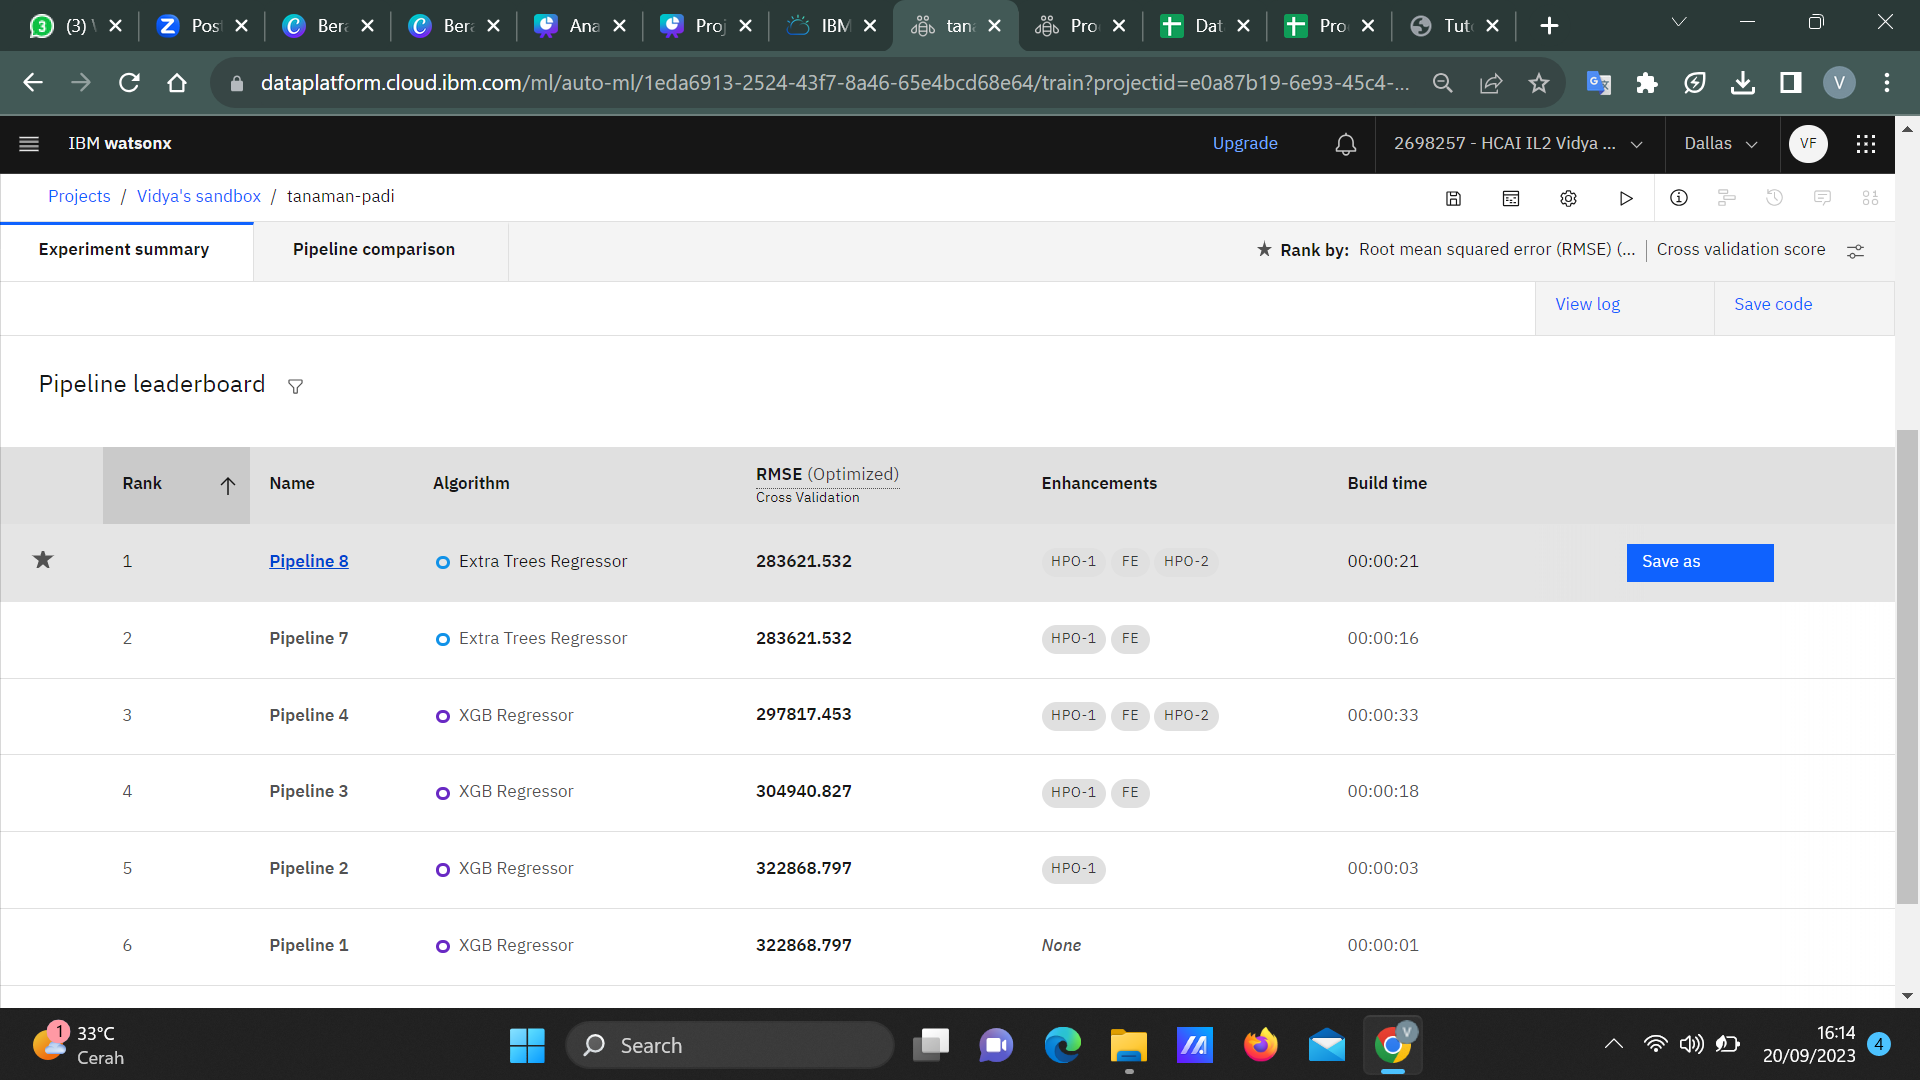 3 (3) \ Pos Bera Bera Ana Proj IBM tana Pro Dat Pro Tut
dataplatform.cloud.ibm.com/ml/auto-ml/1eda6913-2524-43f7-8a46-65e4bcd68e64/train?projectid=e0a87b19-6e93-45c4-... V
IBM watsonx Upgrade 2698257 - HCAI IL2 Vidya ... Dallas VF
Projects / Vidya's sandbox / tanaman-padi
Experiment summary Pipeline comparison Rank by: Root mean squared error (RMSE) (... Cross validation score
View log Save code
Pipeline leaderboard
Rank Name Algorithm RMSE (Optimized) Enhancements Build time
Cross Validation
1 Pipeline 8 Extra Trees Regressor 283621.532 HPO-1 FE HPO-2 00:00:21 Save as
2 Pipeline 7 Extra Trees Regressor 283621.532 HPO-1 FE 00:00:16
3 Pipeline 4 XGB Regressor 297817.453 HPO-1 FE HPO-2 00:00:33
4 Pipeline 3 XGB Regressor 304940.827 HPO-1 FE 00:00:18
5 Pipeline 2 XGB Regressor 322868.797 HPO-1 00:00:03
6 Pipeline 1 XGB Regressor 322868.797 None 00:00:01
1 33°C
Cerah
Search
V
16:14
20/09/2023 4